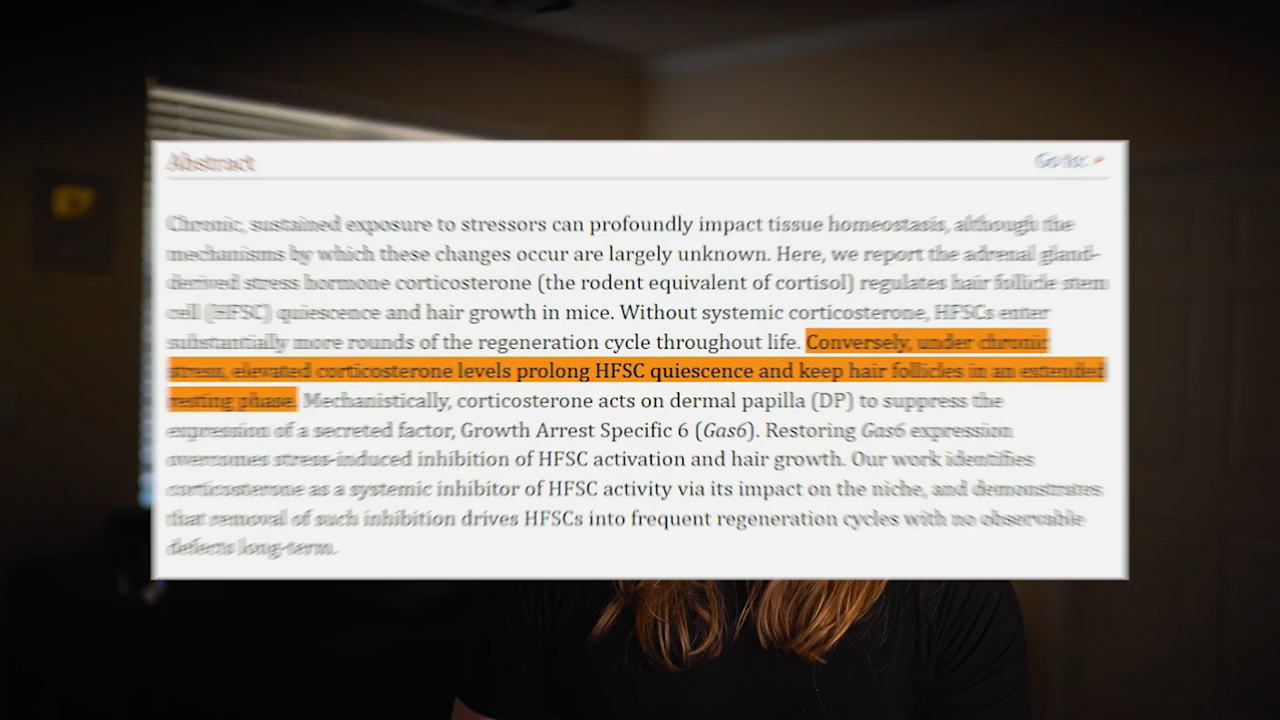 Abstract
Go to:
Chronic, sustained exposure to stressors can profoundly impact tissue homeostasis, although the
mechanisms by which these changes occur are largely unknown. Here, we report the adrenal gland-
derived stress hormone corticosterone (the rodent equivalent of cortisol) regulates hair follicle stem
cell (HFSC) quiescence and hair growth in mice. Without systemic corticosterone, HFSCs enter
substantially more rounds of the regeneration cycle throughout life. Conversely, under chronic
stress, elevated corticosterone levels prolong HFSC quiescence and keep hair follicles in an extended
resting phase. Mechanistically, corticosterone acts on dermal papilla (DP) to suppress the
expression of a secreted factor, Growth Arrest Specific 6 (Gas6). Restoring Gas6 expression
overcomes stress-induced inhibition of HFSC activation and hair growth. Our work identifies
corticosterone as a systemic inhibitor of HFSC activity via its impact on the niche, and demonstrates
that removal of such inhibition drives HFSCs into frequent regeneration cycles with no observable
defects long-term.